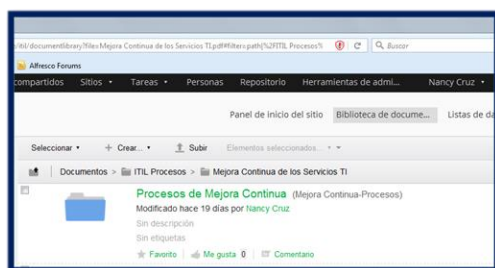 s/itil/documentlibrary?file=Mejora Continua de los Servicios TI.pdf#filter=path|%2FITIL Procesos%
Buscar
Alfresco Forums
compartidos Sitios Tareas Personas Repositorio Herramientas de admi... Nancy Cruz
Panel de inicio del sitio Biblioteca de docume... Listas de da
Seleccionar + Crear... Subir Elementos seleccionados...
Documentos > ITIL Procesos > Mejora Continua de los Servicios TI
Procesos de Mejora Continua (Mejora Continua-Procesos)
Modificado hace 19 días por Nancy Cruz
Sin descripción
Sin etiquetas
Favorito Me gusta 0 Comentario